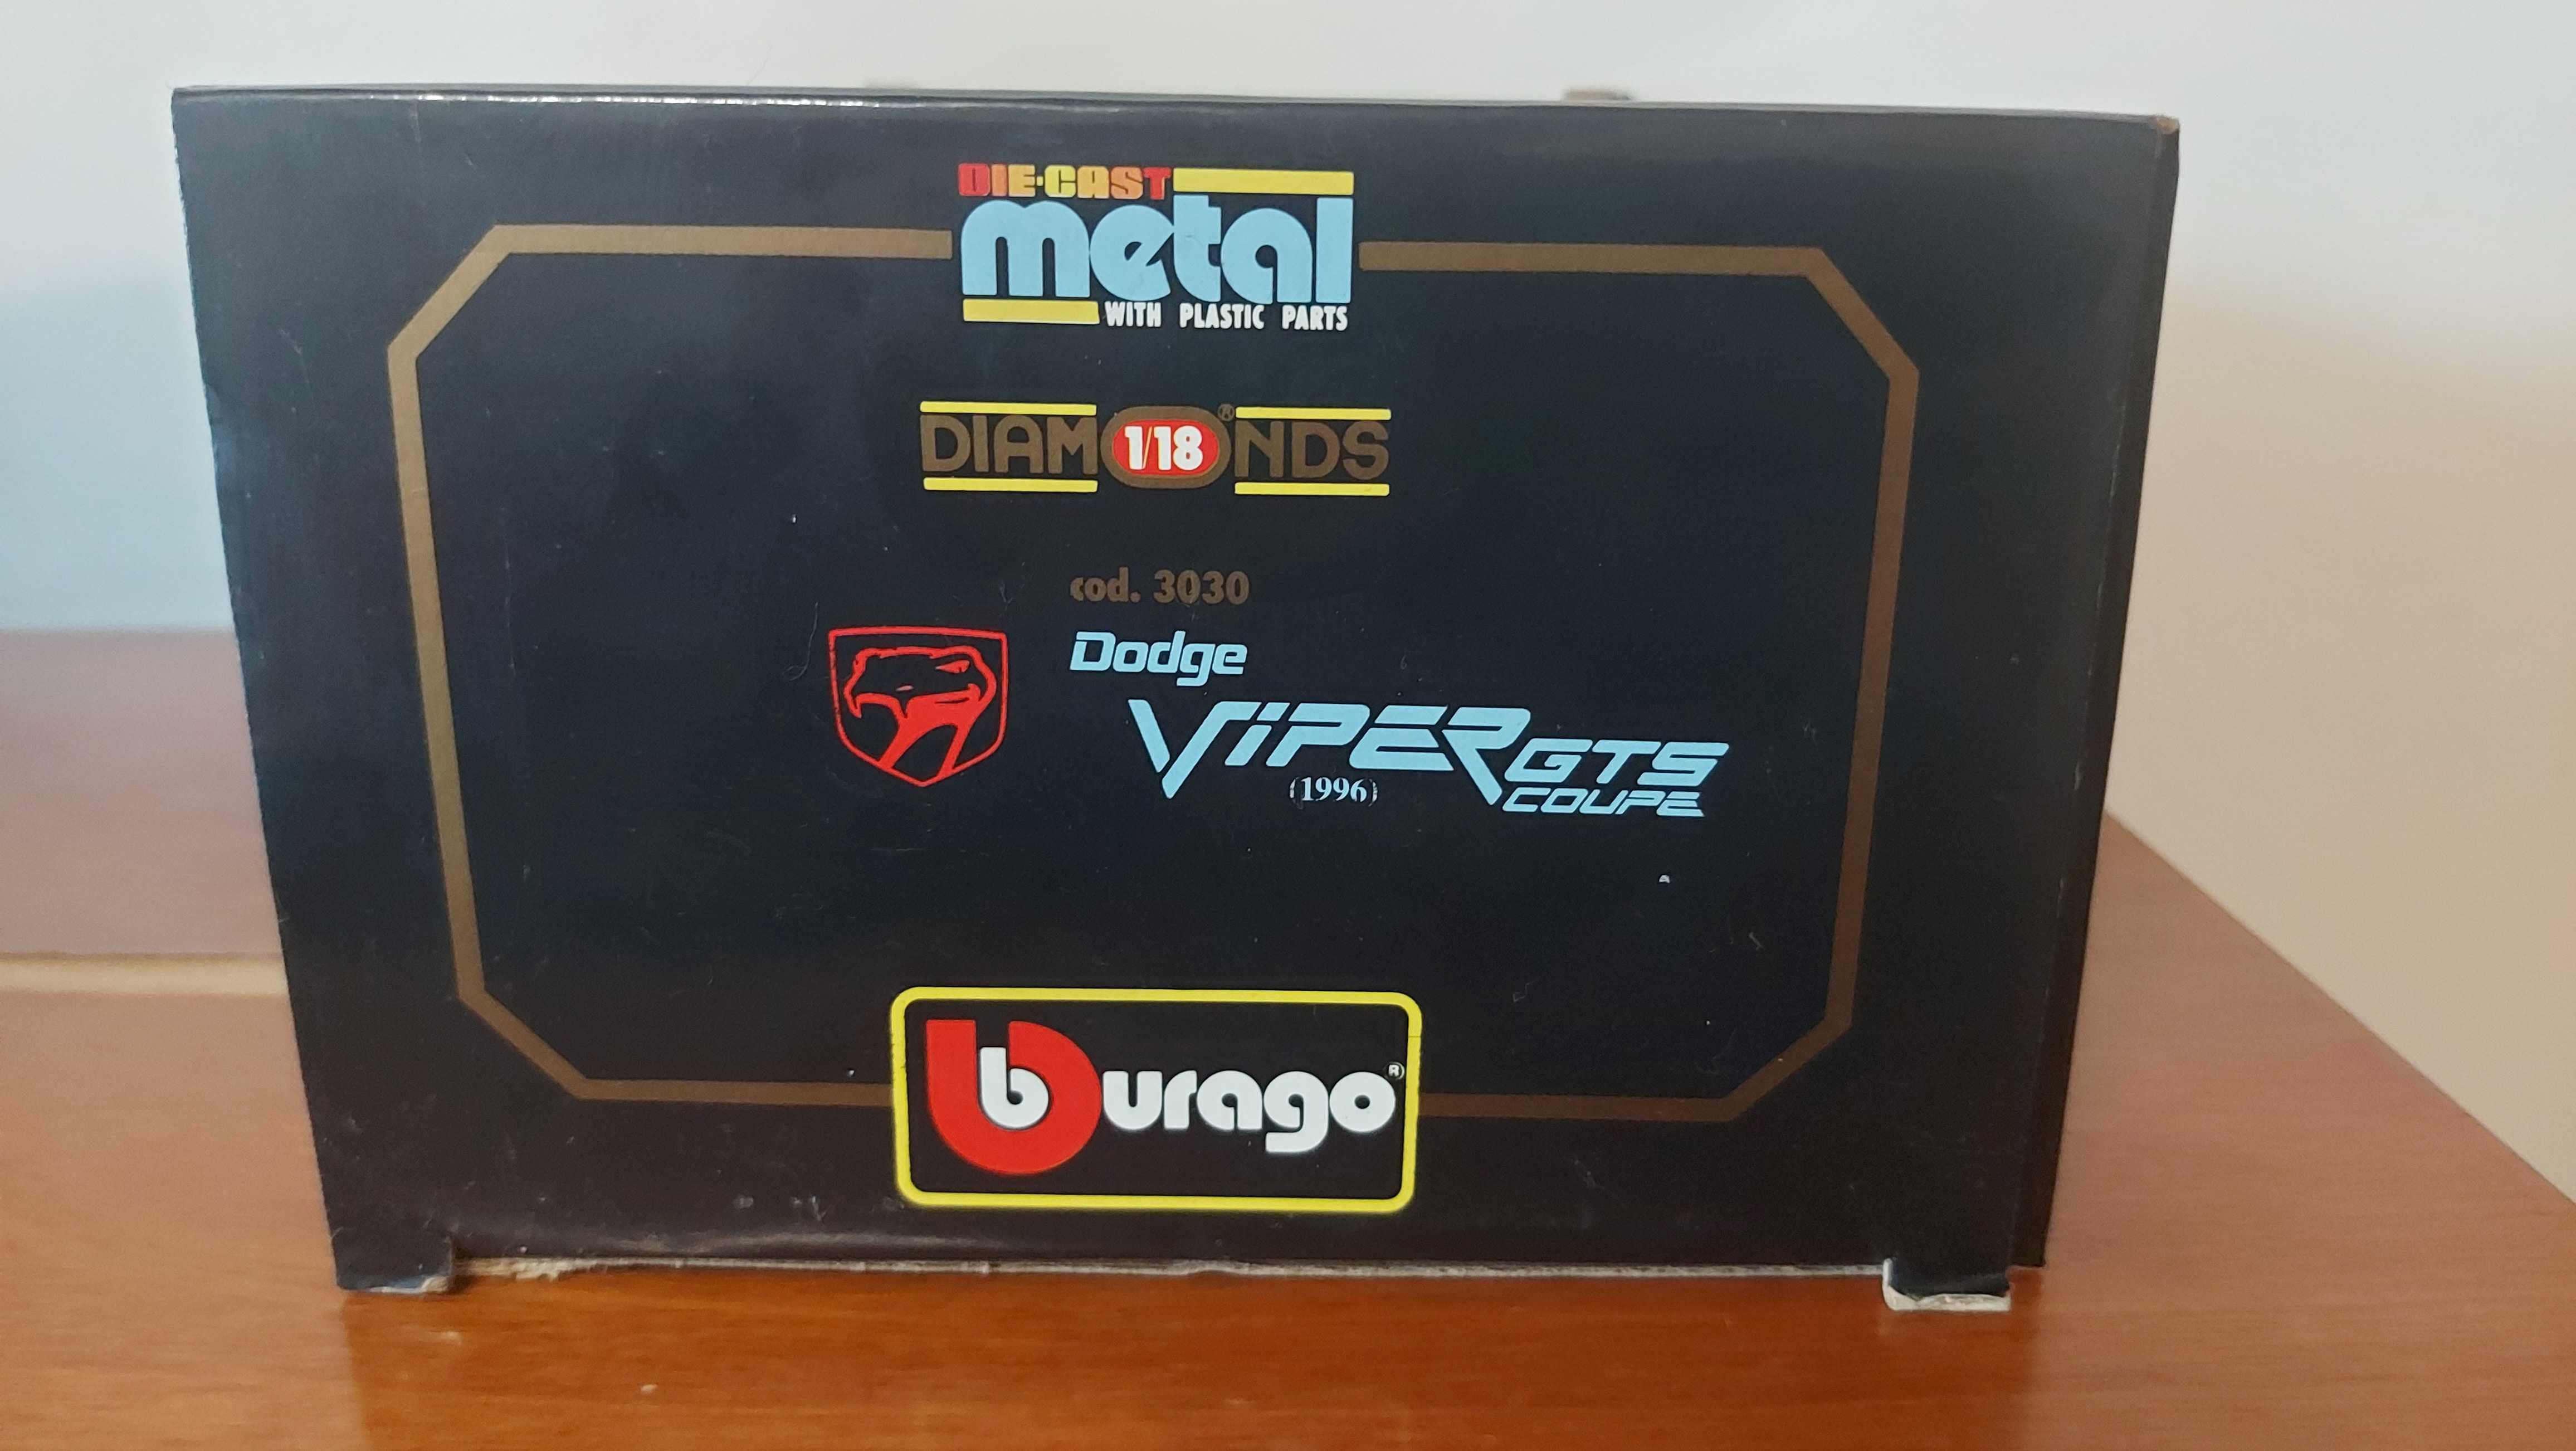 DIE·CAST
metal
WITH PLASTIC PARTS
DIAM 1/18 ®NDS
cod. 3030
Dodge
VIPER GTS
(1996) COUPE
burago®